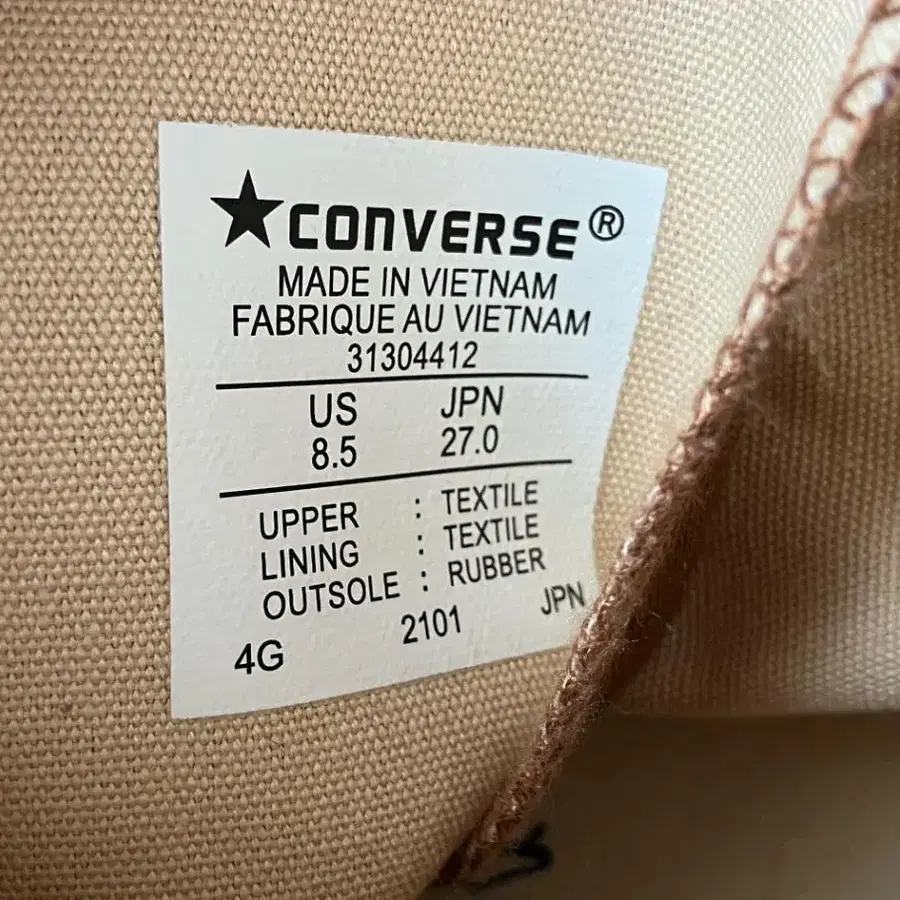 ★CONVERSE®
MADE IN VIETNAM
FABRIQUE AU VIETNAM
31304412
US JPN
8.5 27.0
UPPER : TEXTILE
LINING : TEXTILE
OUTSOLE : RUBBER
4G 2101 JPN